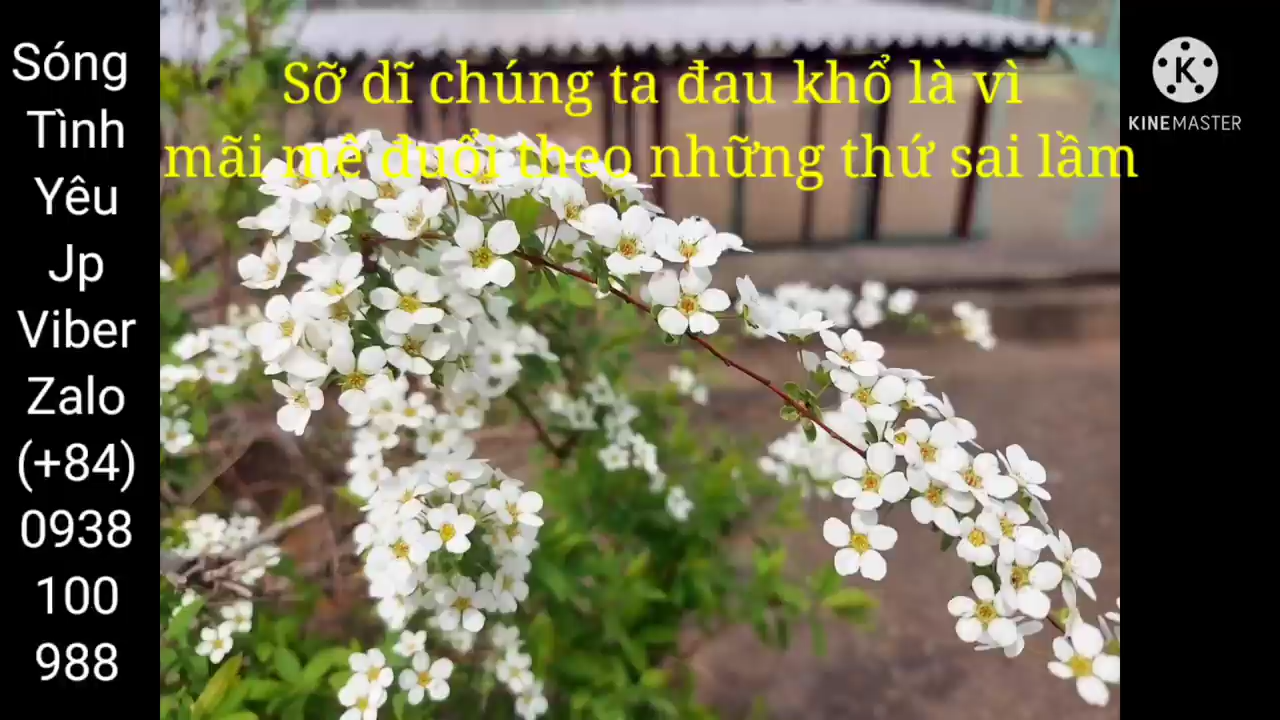 Sóng
Tình
Yêu
Jp
Viber
Zalo
(+84)
0938
100
988
Sỡ dĩ chúng ta đau khổ là vì
mãi mê đuổi theo những thứ sai lầm
KINEMASTER